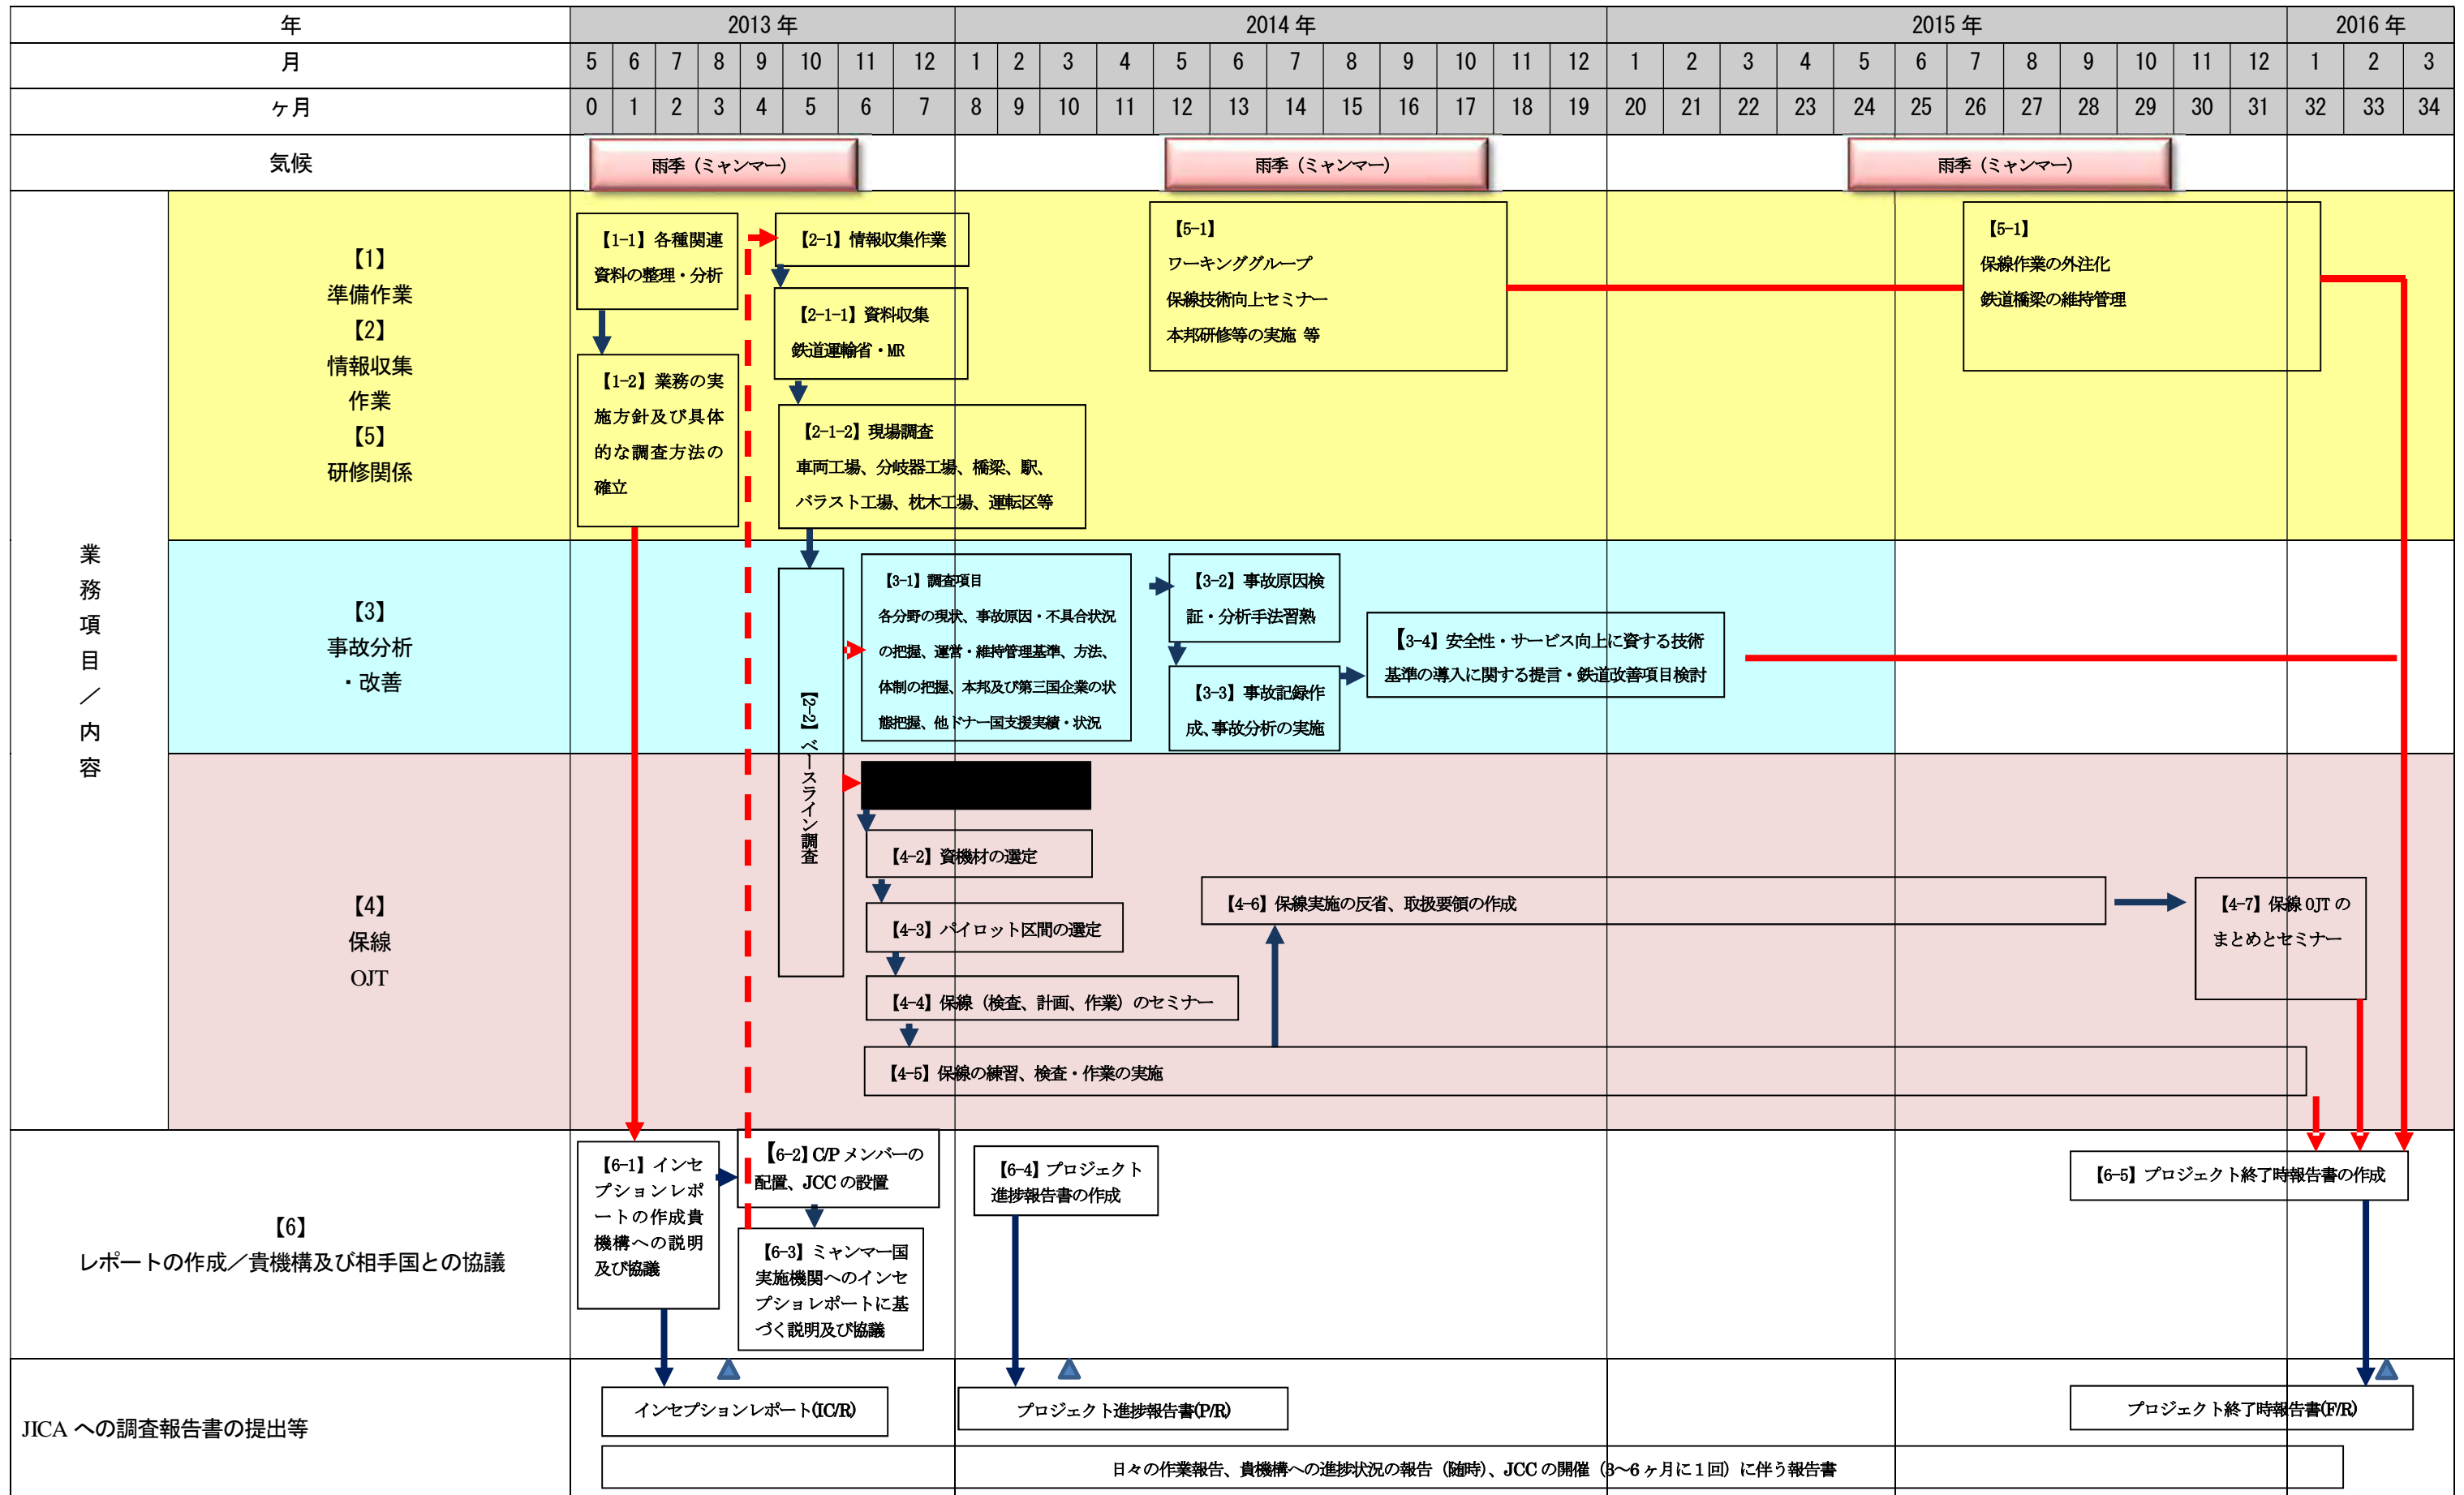 年 2013 年 2014 年 2015 年 2016 年
月 5 6 7 8 9 10 11 12 1 2 3 4 5 6 7 8 9 10 11 12 1 2 3 4 5 6 7 8 9 10 11 12 1 2 3
ヶ月 0 1 2 3 4 5 6 7 8 9 10 11 12 13 14 15 16 17 18 19 20 21 22 23 24 25 26 27 28 29 30 31 32 33 34
気候 雨季（ミャンマー） 雨季（ミャンマー） 雨季（ミャンマー）
業務項目／内容
【1】
準備作業
【2】
情報収集
作業
【5】
研修関係
【1-1】各種関連
資料の整理・分析
【1-2】業務の実
施方針及び具体
的な調査方法の
確立
【2-1】情報収集作業
【2-1-1】資料収集
鉄道運輸省・MR
【2-1-2】現場調査
車両工場、分岐器工場、橋梁、駅、
バラスト工場、枕木工場、運転区等
【5-1】
ワーキンググループ
保線技術向上セミナー
本邦研修等の実施 等
【5-1】
保線作業の外注化
鉄道橋梁の維持管理
【3】
事故分析
・改善
【2-2】ベースライン調査
【3-1】調査項目
各分野の現状、事故原因・不具合状況
の把握、運営・維持管理基準、方法、
体制の把握、本邦及び第三国企業の状
態把握、他ドナー国支援実績・状況
【3-2】事故原因検
証・分析手法習熟
【3-3】事故記録作
成、事故分析の実施
【3-4】安全性・サービス向上に資する技術
基準の導入に関する提言・鉄道改善項目検討
【4】
保線
OJT
【4-2】資機材の選定
【4-3】パイロット区間の選定
【4-4】保線（検査、計画、作業）のセミナー
【4-5】保線の練習、検査・作業の実施
【4-6】保線実施の反省、取扱要領の作成
【4-7】保線 OJT の
まとめとセミナー
【6】
レポートの作成／貴機構及び相手国との協議
【6-1】インセ
プションレポ
ートの作成貴
機構への説明
及び協議
【6-2】C/P メンバーの
配置、JCC の設置
【6-3】ミャンマー国
実施機関へのインセ
プショレポートに基
づく説明及び協議
【6-4】プロジェクト
進捗報告書の作成
【6-5】プロジェクト終了時報告書の作成
JICA への調査報告書の提出等
インセプションレポート(IC/R)
プロジェクト進捗報告書(P/R)
プロジェクト終了時報告書(F/R)
日々の作業報告、貴機構への進捗状況の報告（随時）、JCC の開催（3～6 ヶ月に 1 回）に伴う報告書